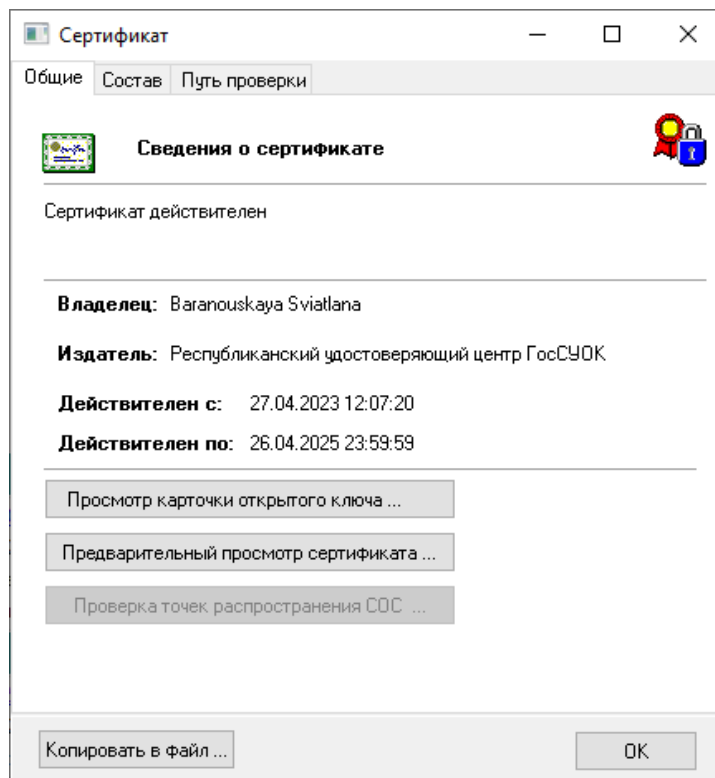 Сертификат
Общие Состав Путь проверки
Сведения о сертификате
Сертификат действителен
Владелец: Baranouskaya Sviatlana
Издатель: Республиканский удостоверяющий центр ГосСУОК
Действителен с: 27.04.2023 12:07:20
Действителен по: 26.04.2025 23:59:59
Просмотр карточки открытого ключа ...
Предварительный просмотр сертификата ...
Проверка точек распространения СОС ...
Копировать в файл ... OK